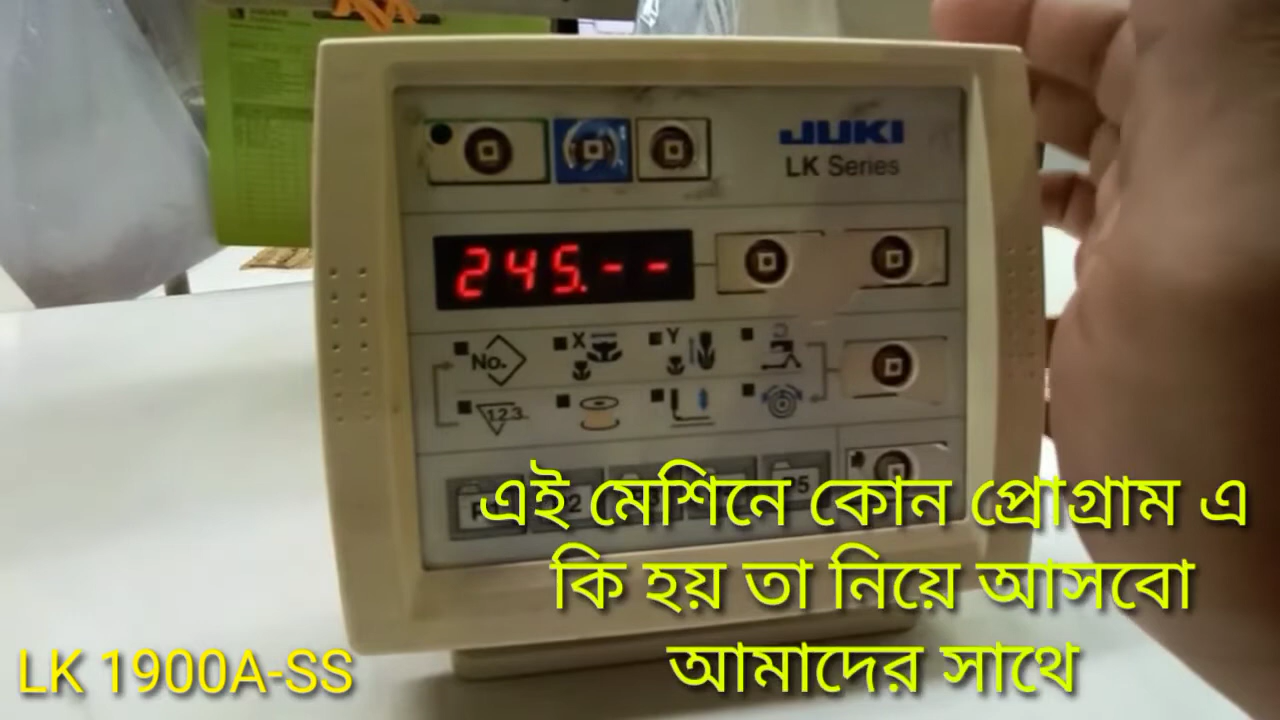 JUKI
LK Series
245.--
No.
X
Y
123
এই মেশিনে কোন প্রোগ্রাম এ
কি হয় তা নিয়ে আসবো
আমাদের সাথে
LK 1900A-SS